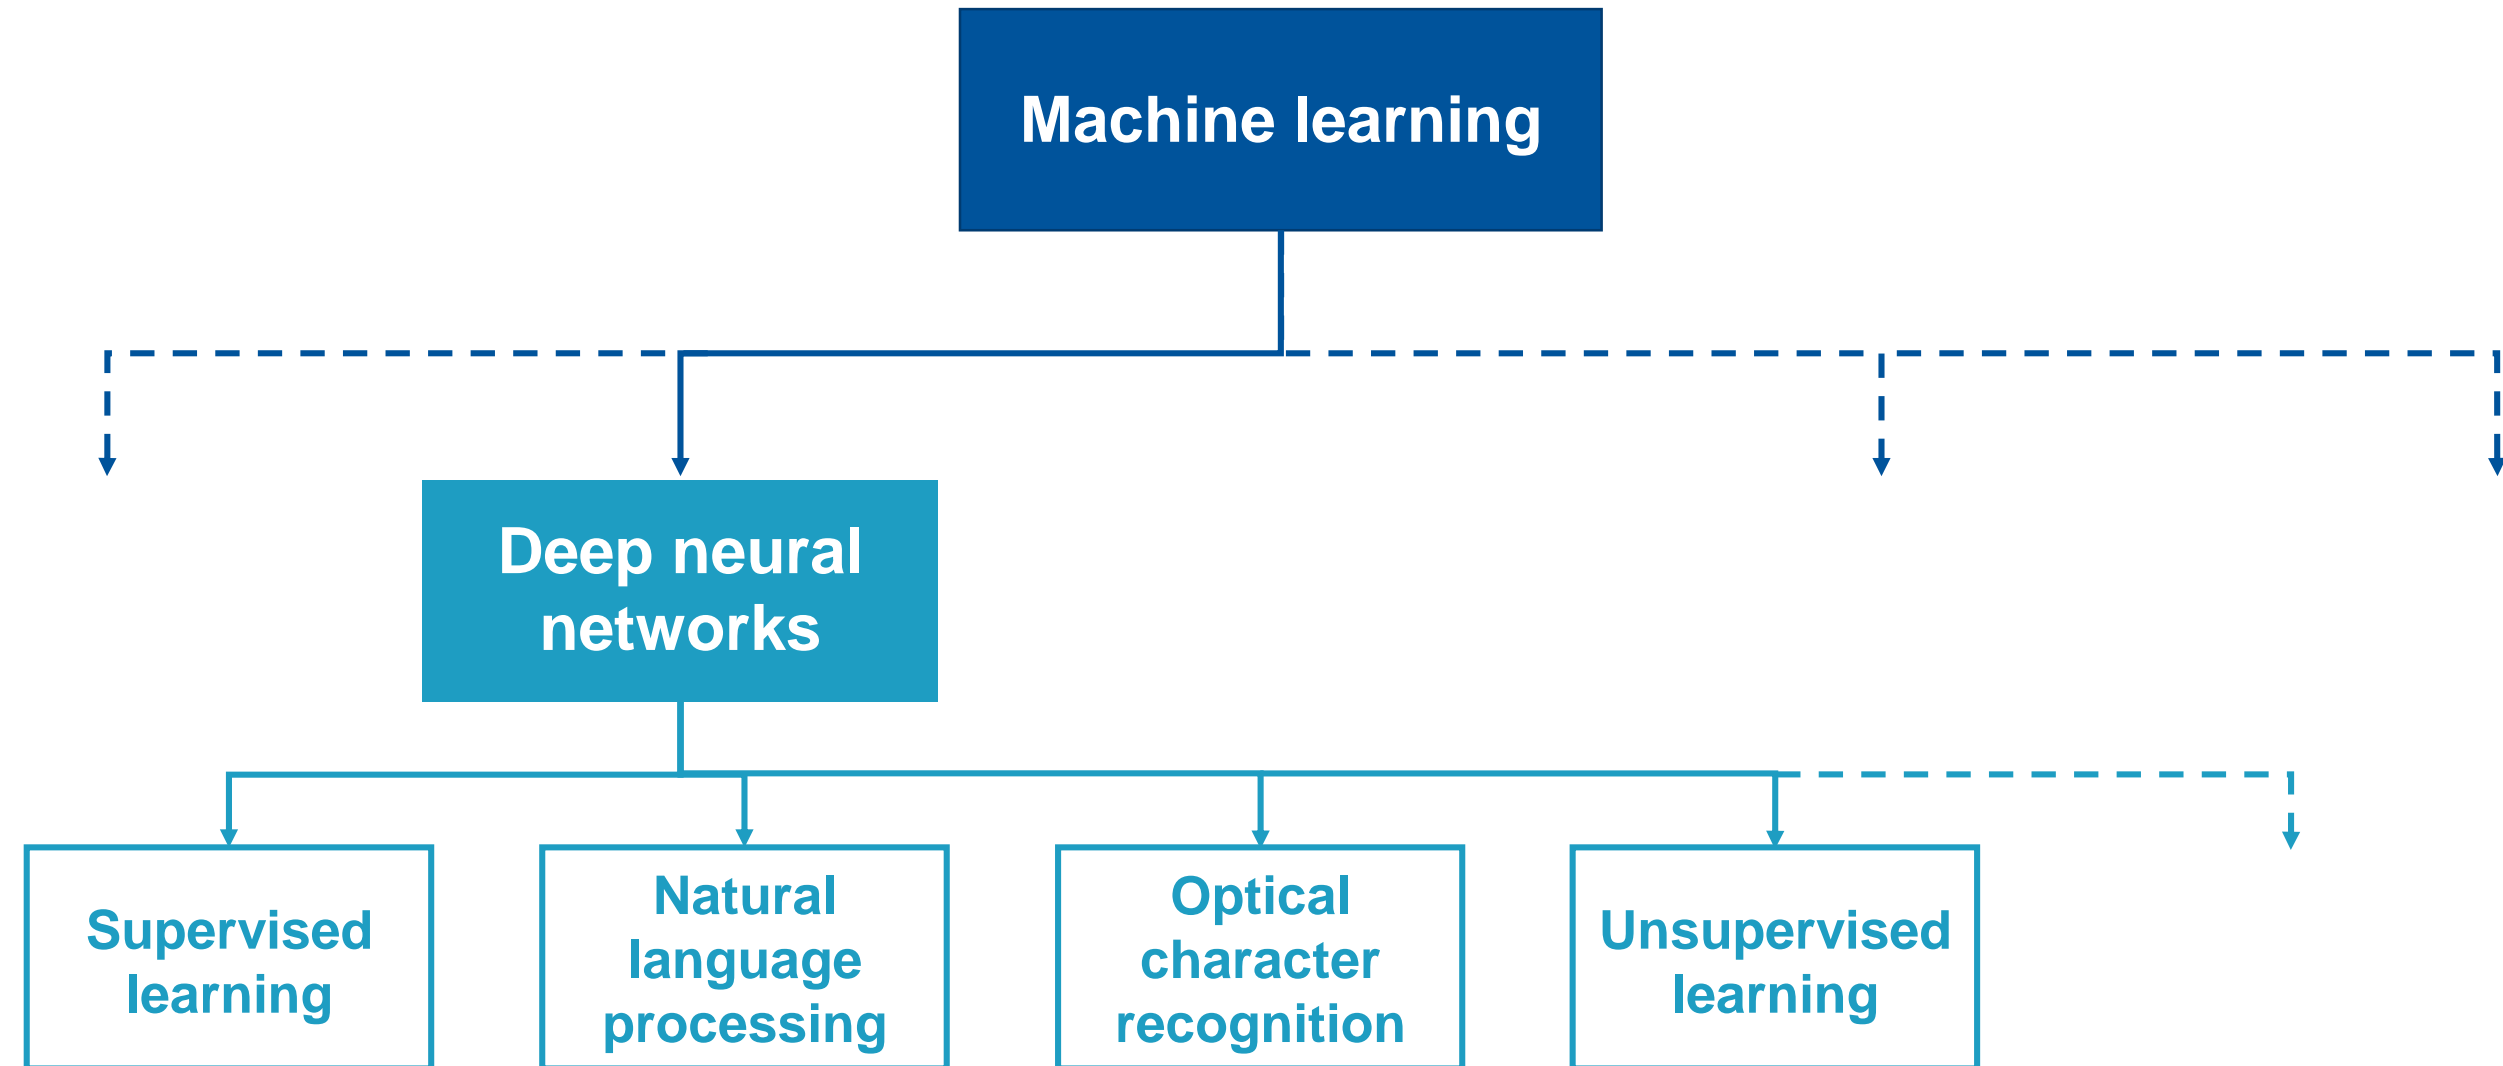 Machine learning
Deep neural
networks
Supervised
learning
Natural
language
processing
Optical
character
recognition
Unsupervised
learning